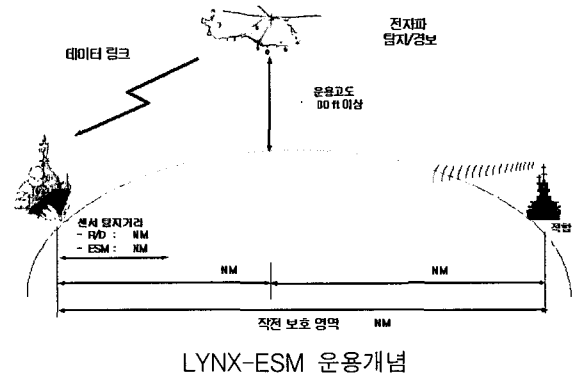 전자파
탐지/경보
데이터 링크
운용고도
00 ft 이상
센서 탐지거리
- R/D : NM
- ESM : NM
적함
NM
NM
작전 보호 영역 NM
LYNX-ESM 운용개념